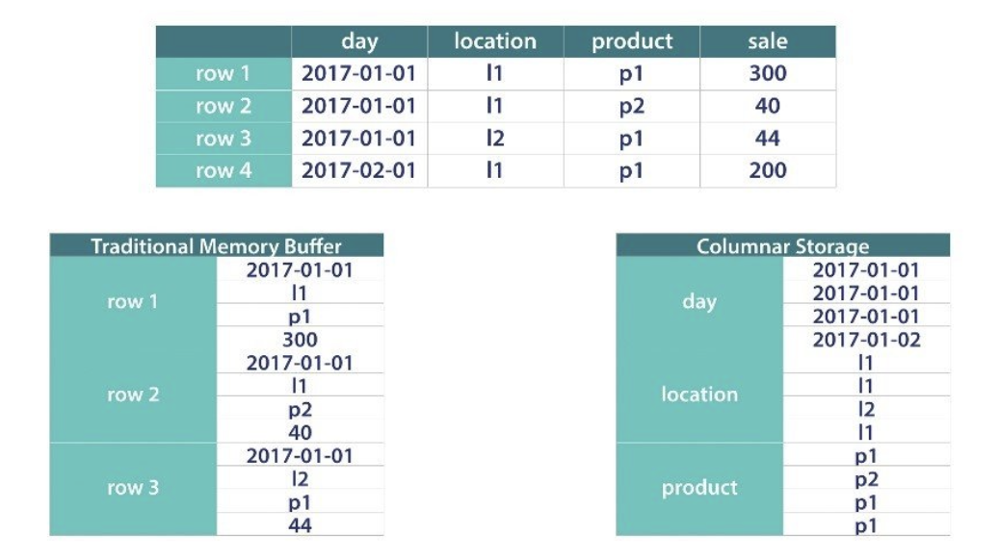 day location product sale
row 1 2017-01-01 l1 p1 300
row 2 2017-01-01 l1 p2 40
row 3 2017-01-01 l2 p1 44
row 4 2017-02-01 l1 p1 200
Traditional Memory Buffer
row 1
2017-01-01
l1
p1
300
row 2
2017-01-01
l1
p2
40
row 3
2017-01-01
l2
p1
44
Columnar Storage
day
2017-01-01
2017-01-01
2017-01-01
2017-01-02
location
l1
l1
l2
l1
product
p1
p2
p1
p1